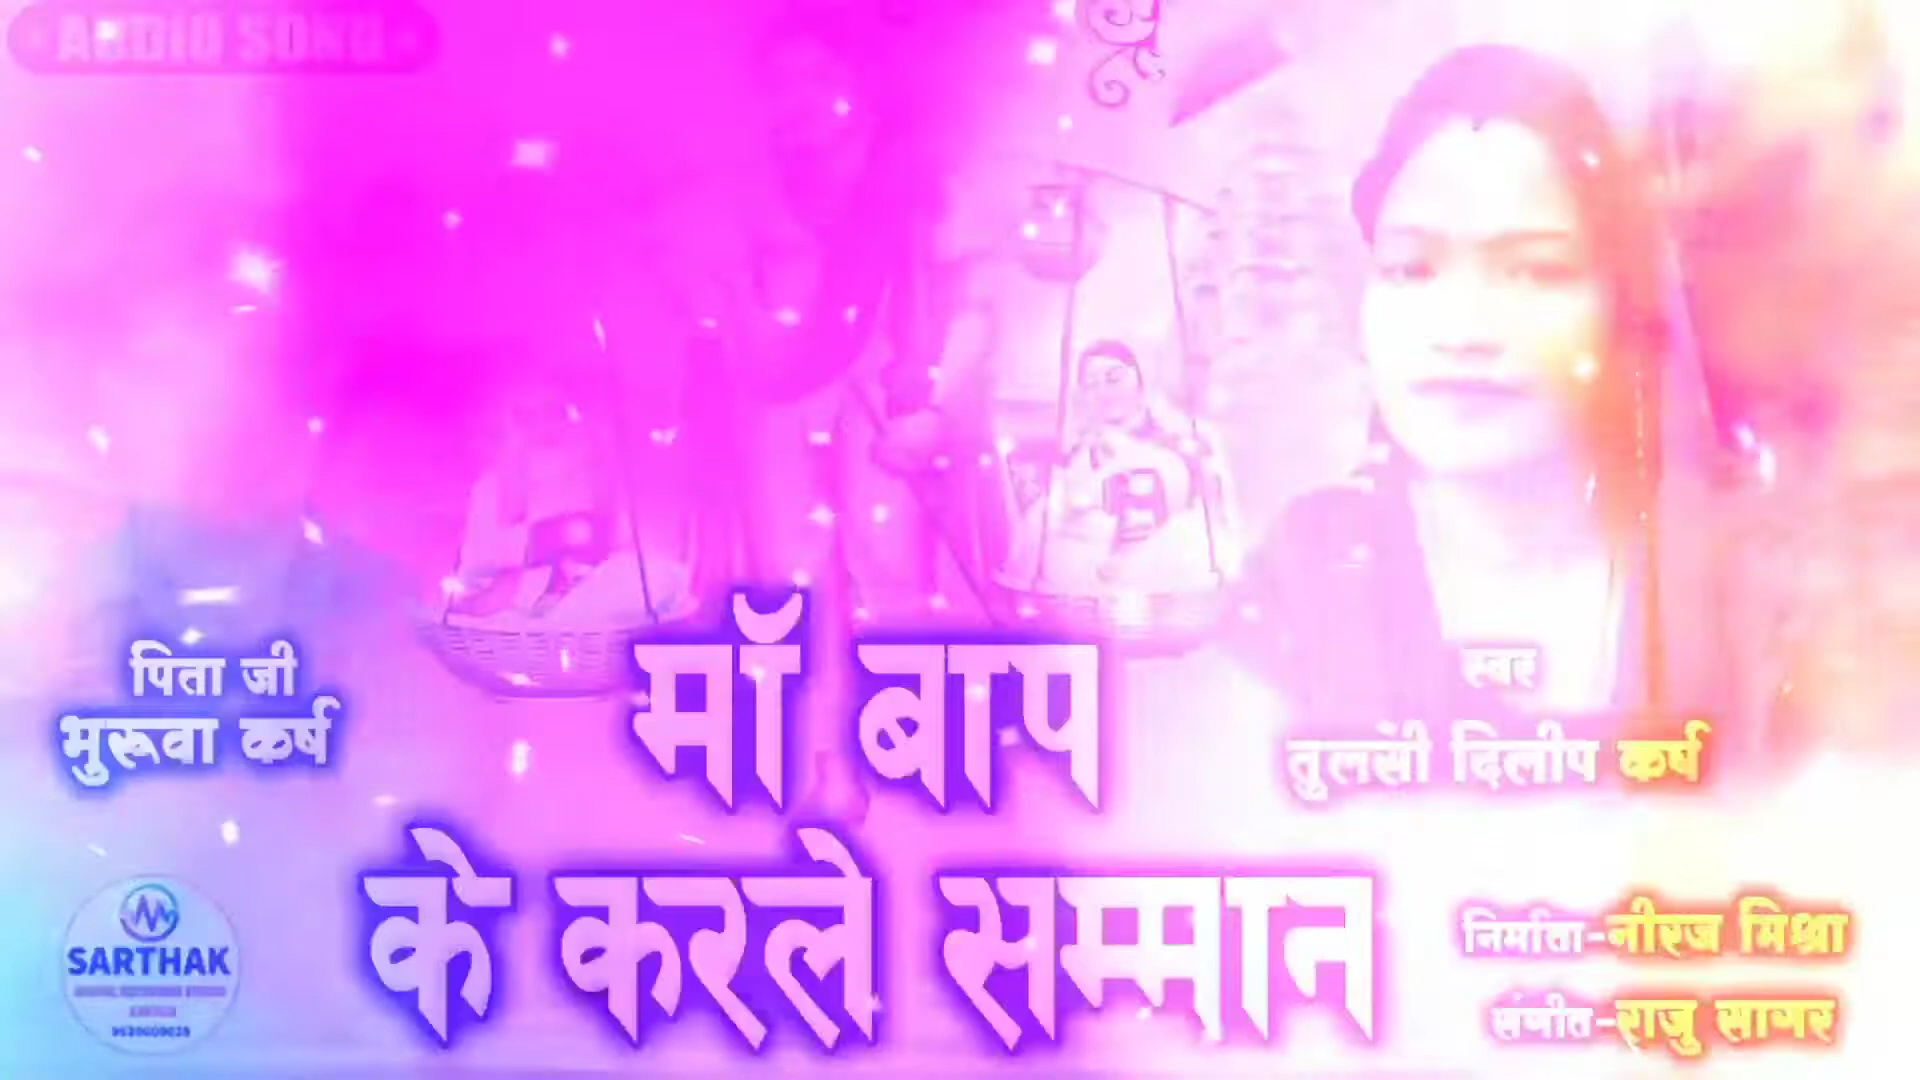 AUDIO SONG
पिता जी
भुरूवा कर्ष
माँ बाप
के करले सम्मान
स्वर
तुलसी दिलीप कर्ष
निर्माता-नीरज मिश्रा
संगीत-राजु सागर
SARTHAK